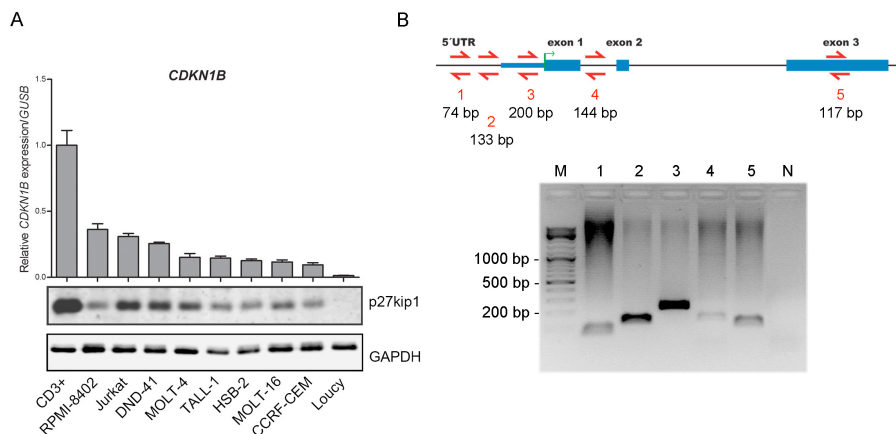 A
CDKN1B
Relative CDKN1B expression/GUSB
1.5
1.0
0.5
0.0
p27kip1
GAPDH
CD3+
RPMI-8402
Jurkat
DND-41
MOLT-4
TALL-1
HSB-2
MOLT-16
CCRF-CEM
Loucy
B
5´UTR exon 1 exon 2 exon 3
1 3 4 5
74 bp 200 bp 144 bp 117 bp
2
133 bp
M 1 2 3 4 5 N
1000 bp -
500 bp -
200 bp -